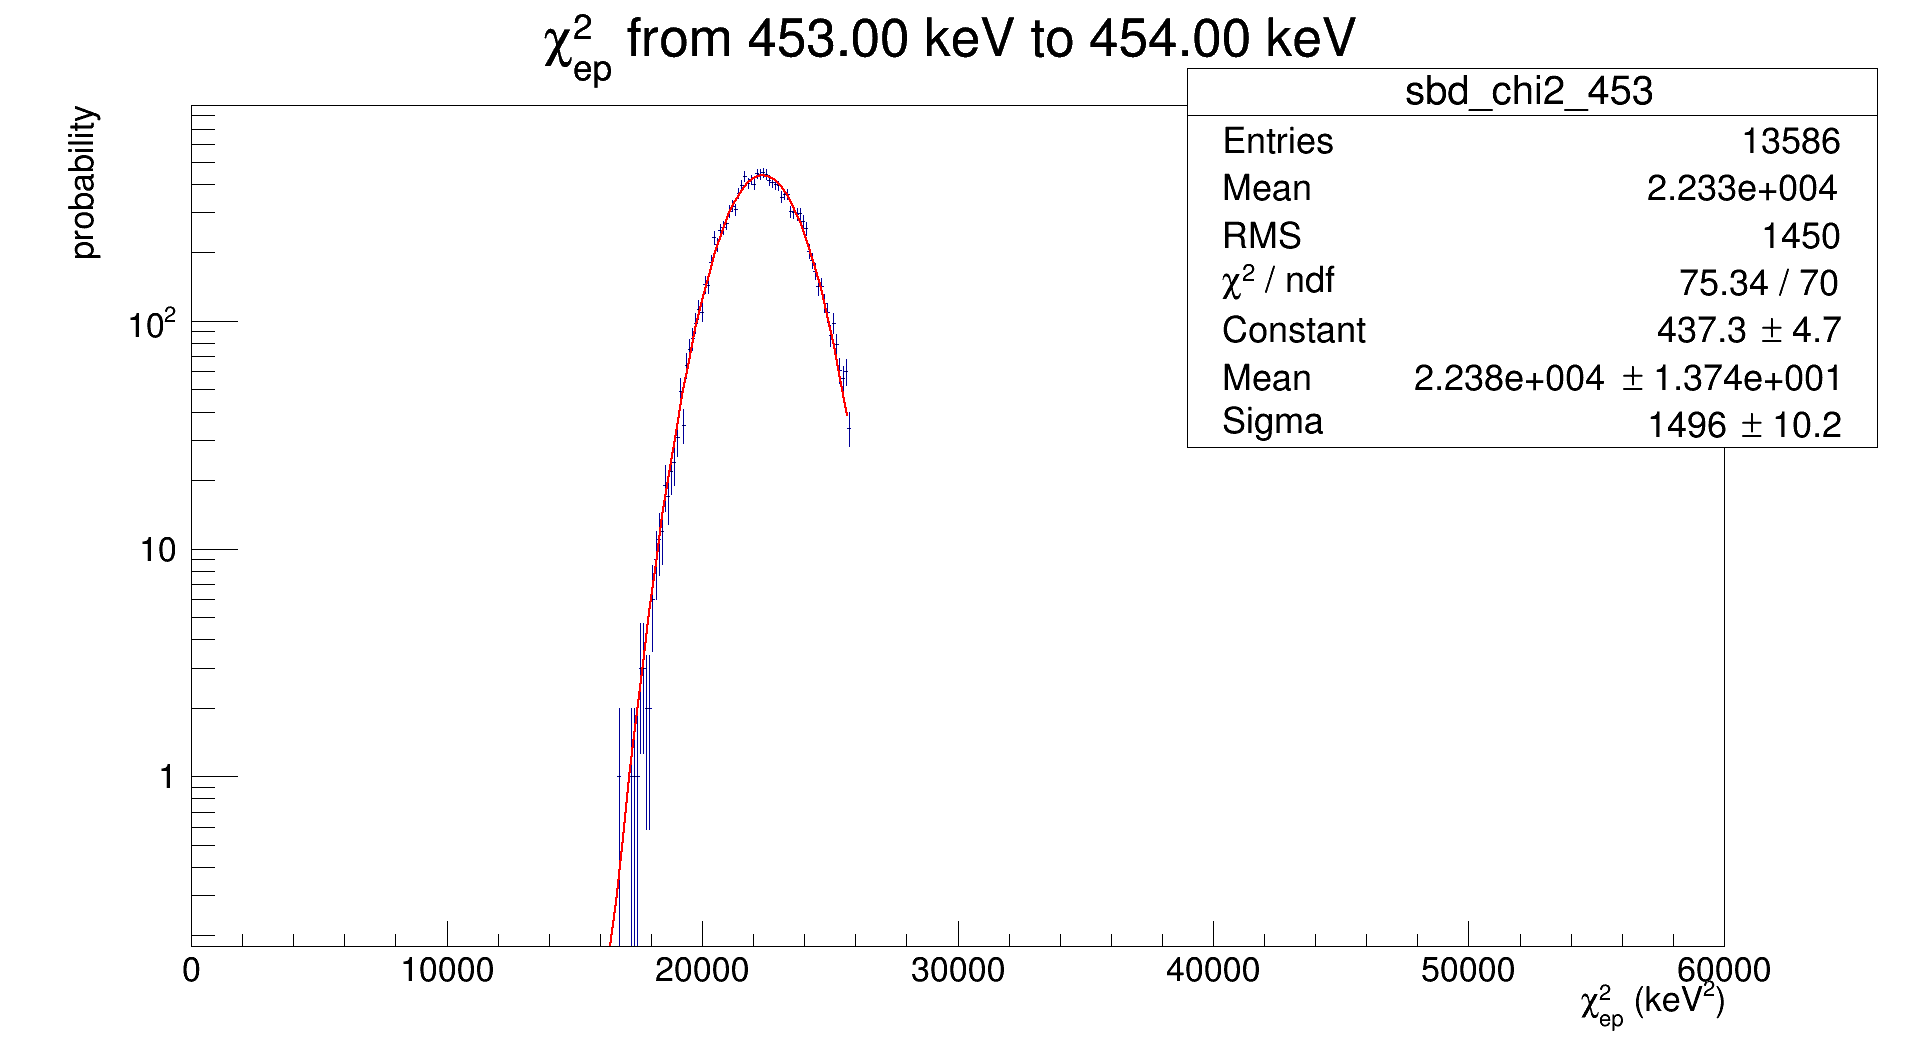 χ²ep from 453.00 keV to 454.00 keV
sbd_chi2_453
Entries 13586
Mean 2.233e+004
RMS 1450
χ² / ndf 75.34 / 70
Constant 437.3 ± 4.7
Mean 2.238e+004 ± 1.374e+001
Sigma 1496 ± 10.2
probability
10²
10
1
0 10000 20000 30000 40000 50000 60000
χ²ep (keV²)